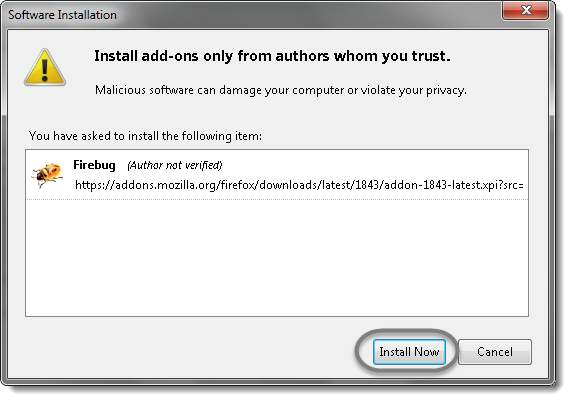 Software Installation
Install add-ons only from authors whom you trust.
Malicious software can damage your computer or violate your privacy.
You have asked to install the following item:
Firebug (Author not verified)
https://addons.mozilla.org/firefox/downloads/latest/1843/addon-1843-latest.xpi?src=
Install Now Cancel